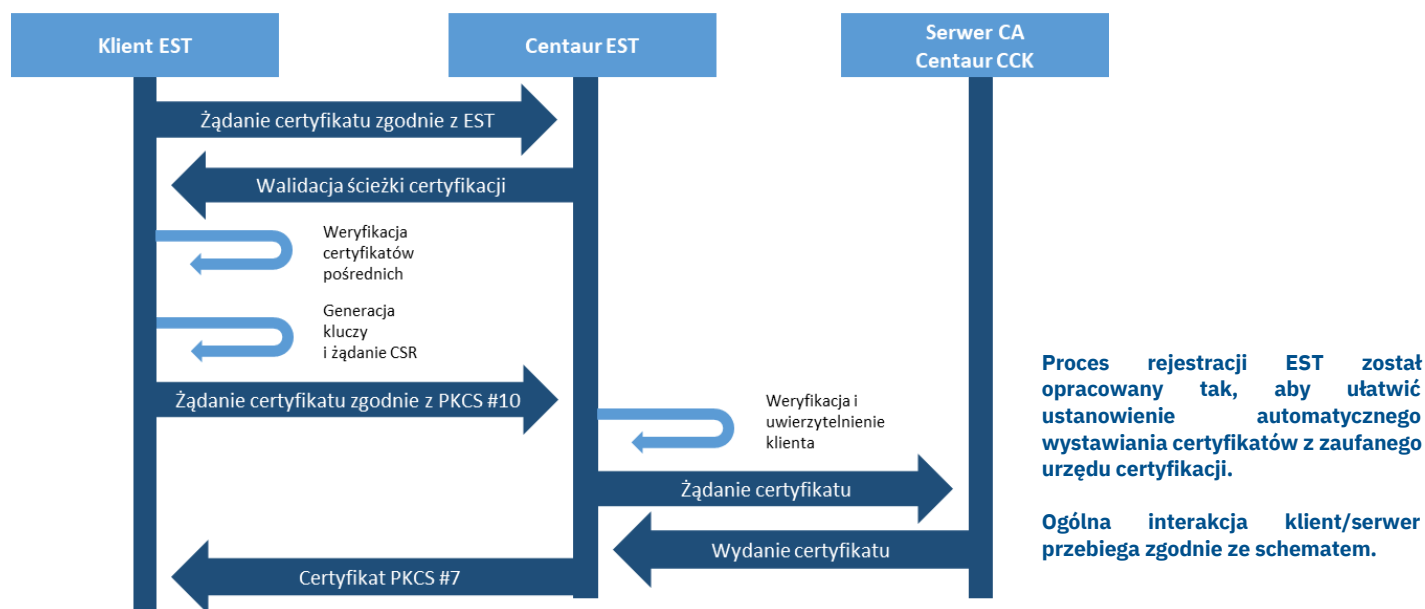 Klient EST
Centaur EST
Serwer CA
Centaur CCK
Żądanie certyfikatu zgodnie z EST
Walidacja ścieżki certyfikacji
Weryfikacja
certyfikatów
pośrednich
Generacja
kluczy
i żądanie CSR
Żądanie certyfikatu zgodnie z PKCS #10
Weryfikacja i
uwierzytelnienie
klienta
Żądanie certyfikatu
Wydanie certyfikatu
Certyfikat PKCS #7
Proces rejestracji EST został
opracowany tak, aby ułatwić
ustanowienie automatycznego
wystawiania certyfikatów z zaufanego
urzędu certyfikacji.
Ogólna interakcja klient/serwer
przebiega zgodnie ze schematem.